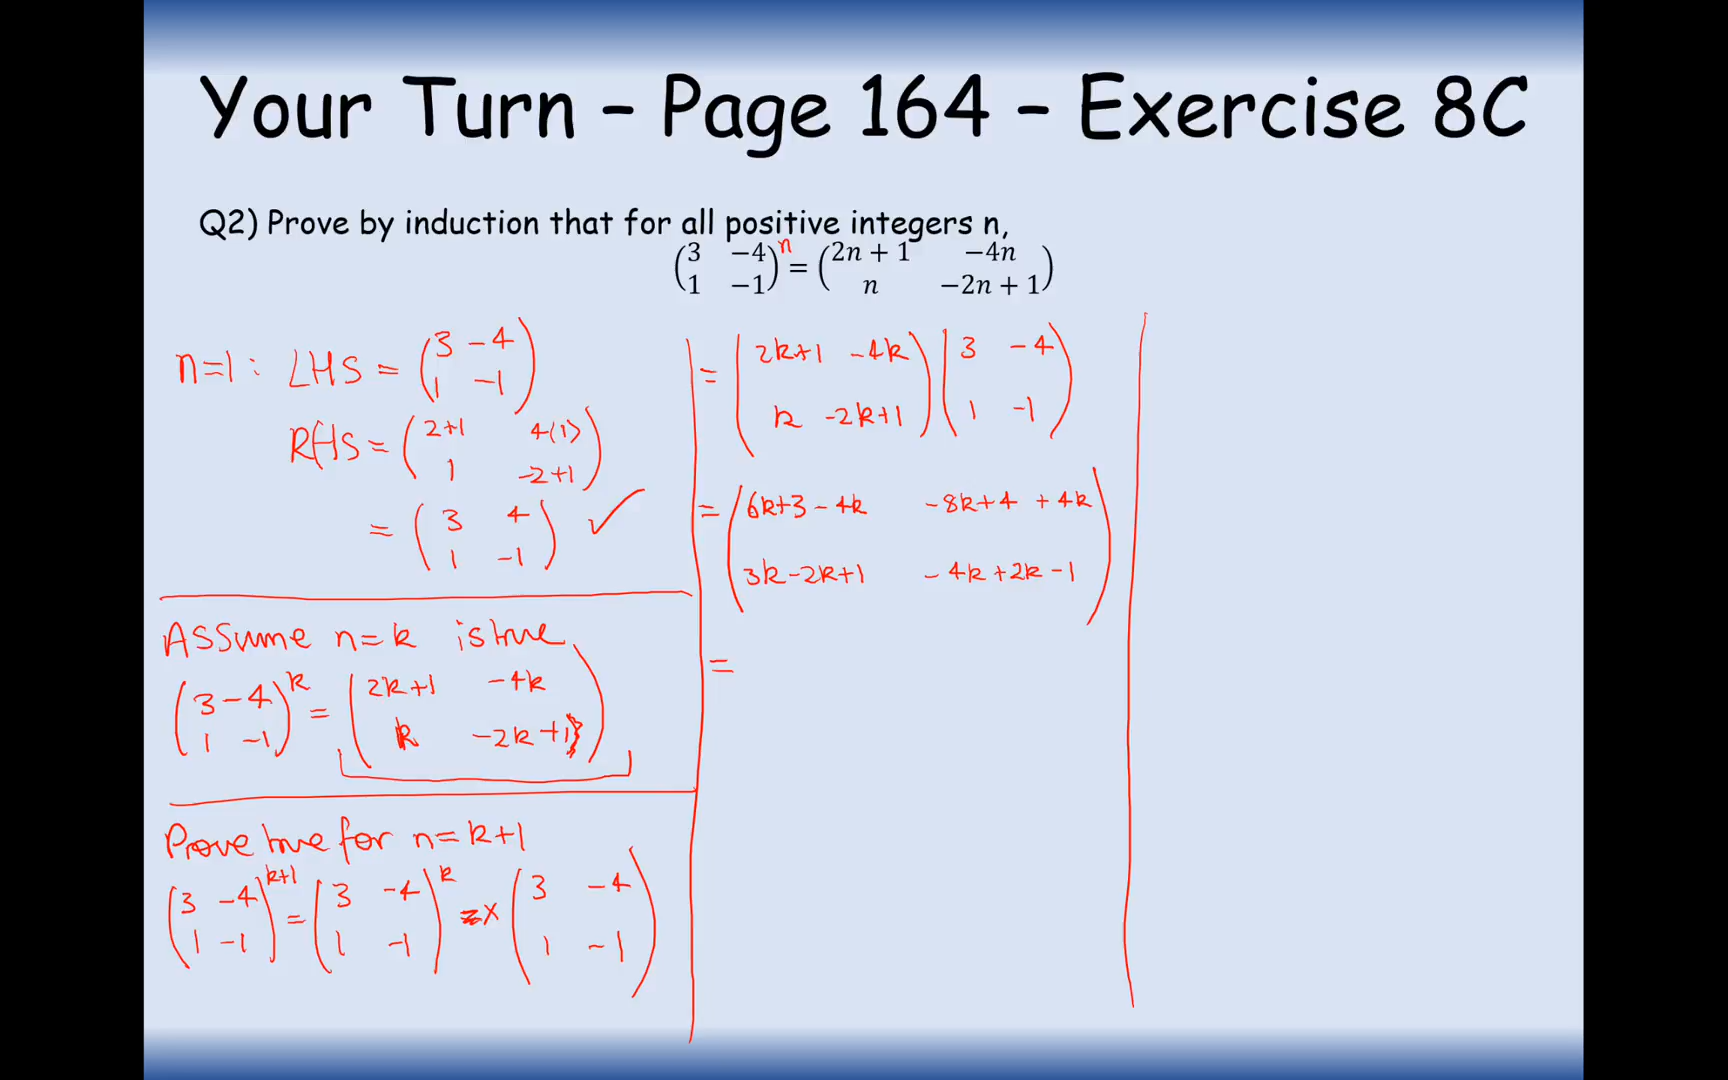 Your Turn – Page 164 – Exercise 8C
Q2) Prove by induction that for all positive integers n,
(3 −4; 1 −1)^n = (2n + 1 −4n; n −2n + 1)
n=1: LHS = (3 −4; 1 −1)
RHS = (2+1 4(1); 1 −2+1)
= (3 4; 1 −1) ✓
Assume n=k is true
(3 −4; 1 −1)^k = (2k+1 −4k; k −2k+1)
Prove true for n=k+1
(3 −4; 1 −1)^k+1 = (3 −4; 1 −1)^k × (3 −4; 1 −1)
= (2k+1 −4k; k −2k+1) (3 −4; 1 −1)
= (6k+3−4k −8k+4+4k; 3k−2k+1 −4k+2k−1)
=